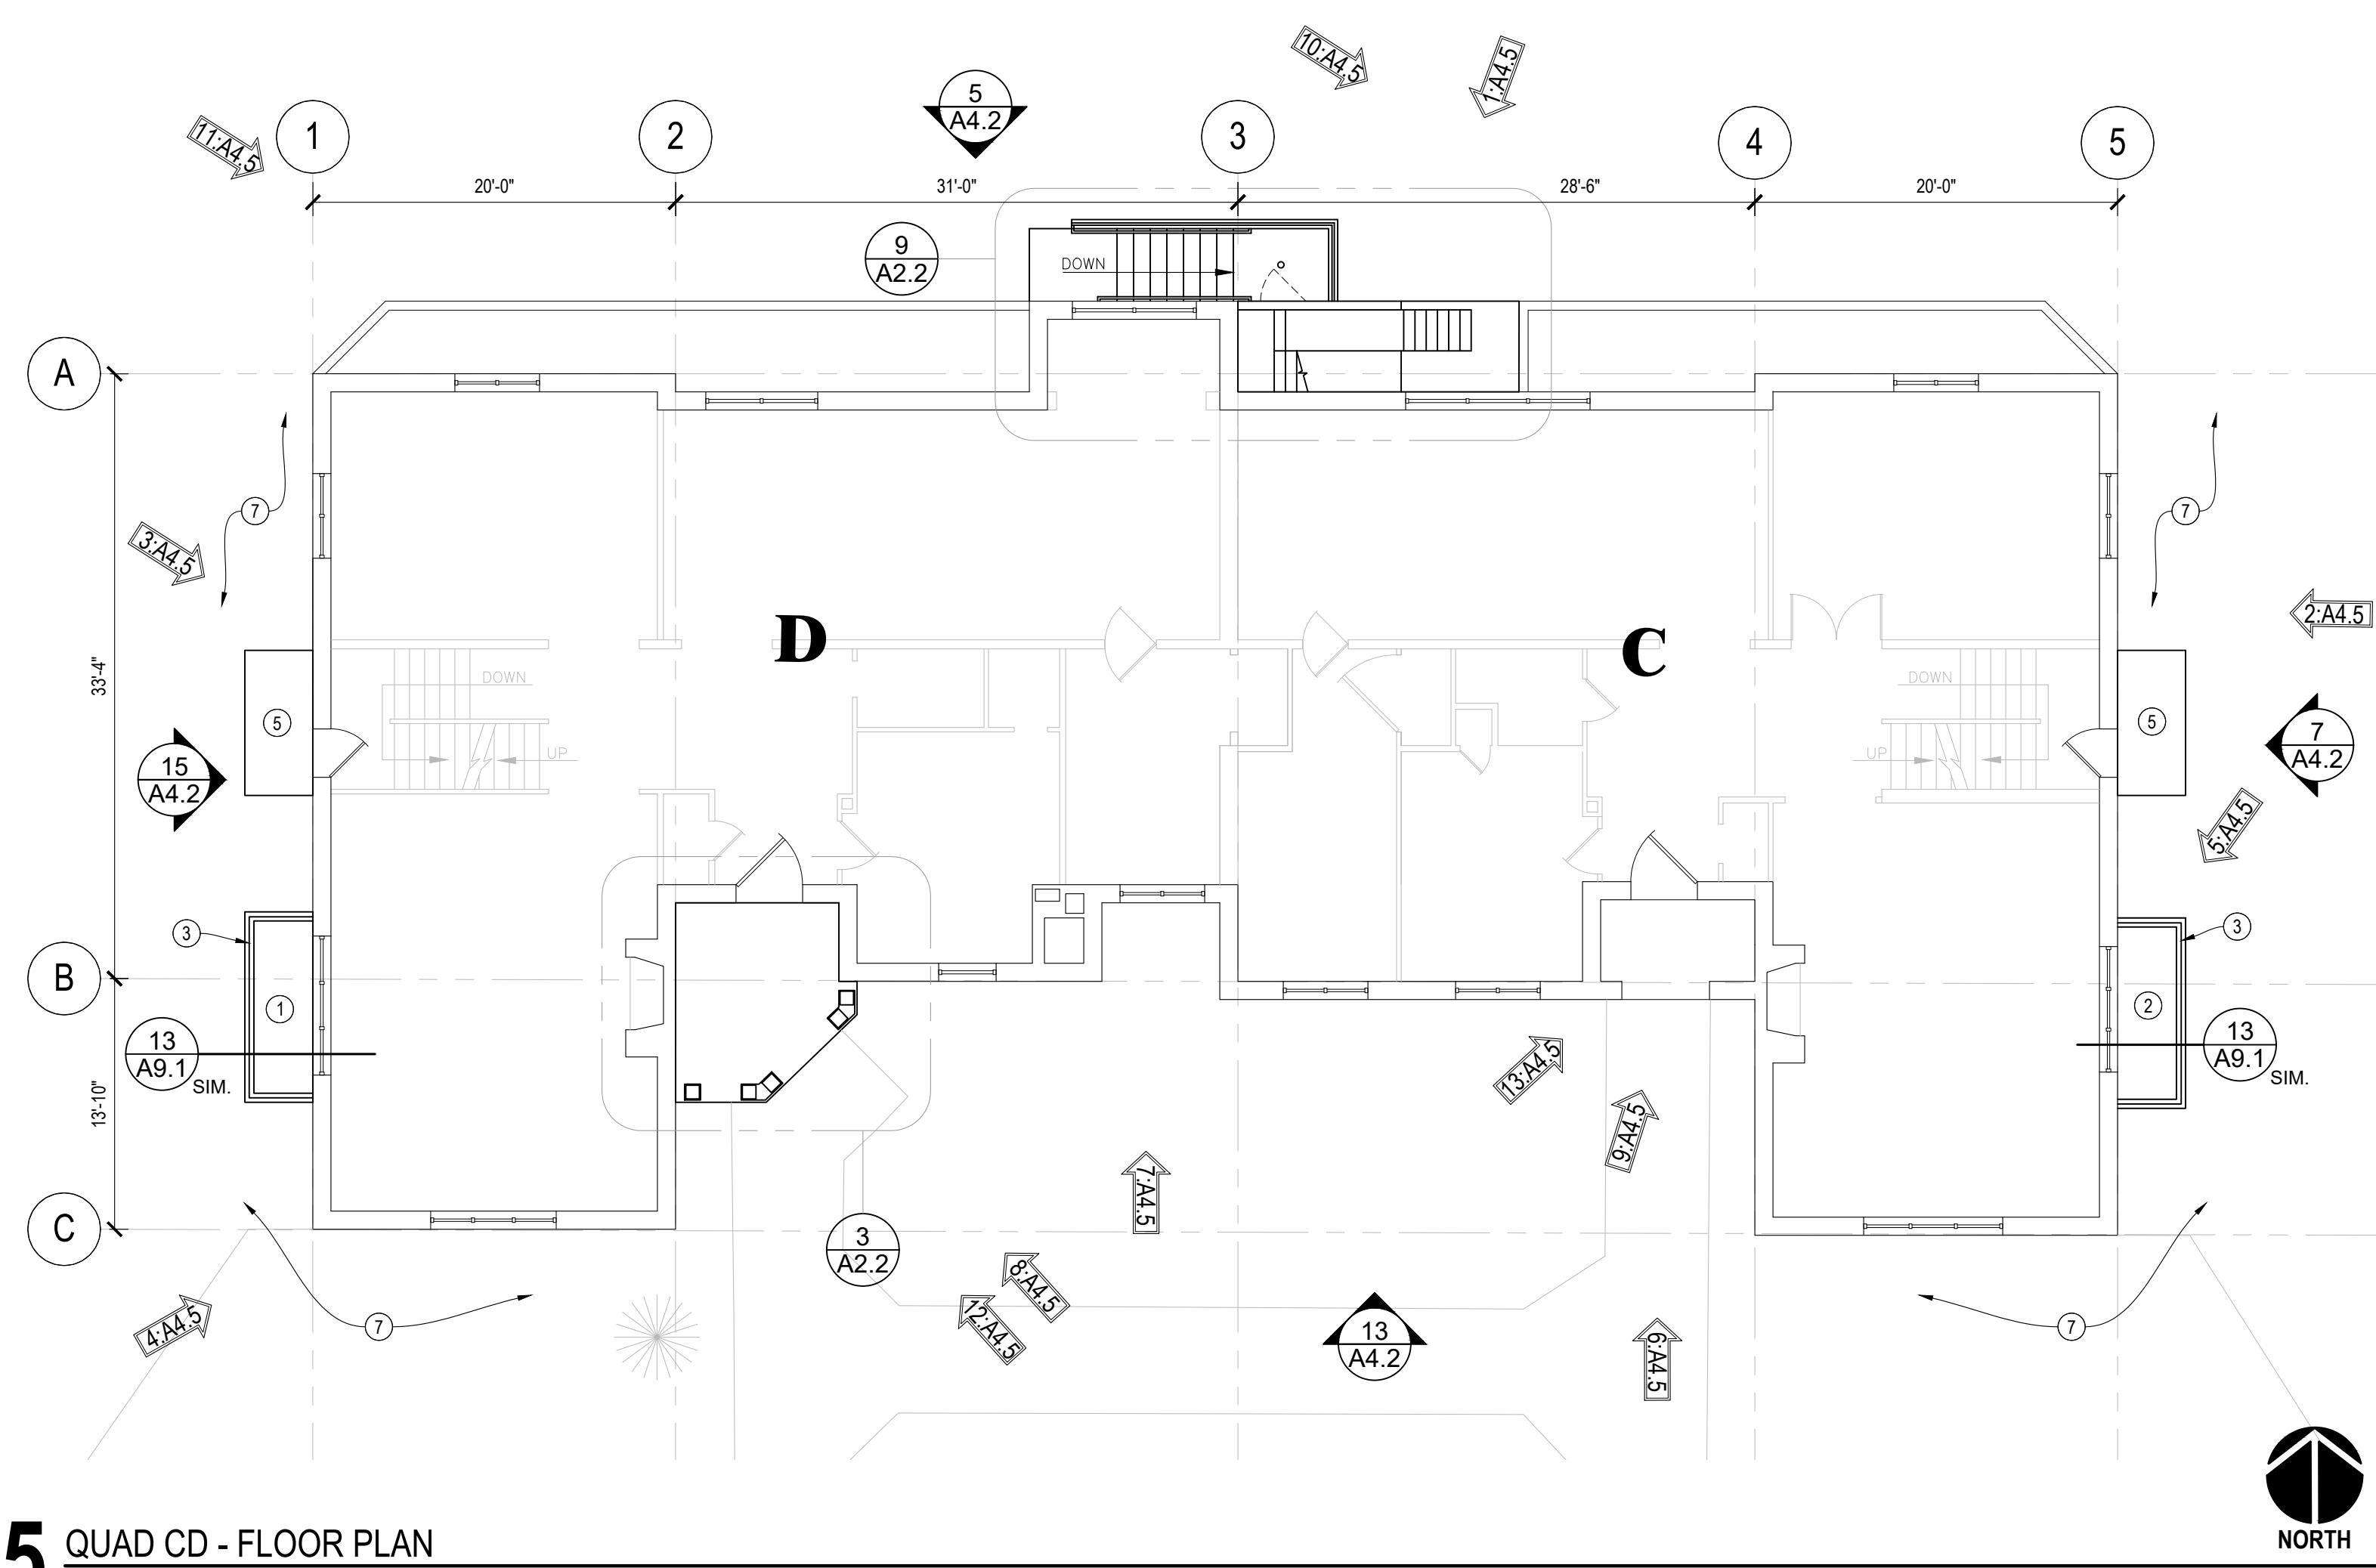 10:A4.5
1:A4.5
11:A4.5
1
2
5
A4.2
3
4
5
20'-0"
31'-0"
28'-6"
20'-0"
9
A2.2
DOWN
A
7
7
3:A4.5
2:A4.5
D
C
33'-4"
DOWN
DOWN
5
5
UP
UP
15
A4.2
7
A4.2
5:A4.5
3
3
B
1
2
13
A9.1
SIM.
13
A9.1
SIM.
13'-10"
13:A4.5
9:A4.5
7:A4.5
C
3
A2.2
8:A4.5
12:A4.5
4:A4.5
7
13
A4.2
6:A4.5
7
NORTH
5 QUAD CD - FLOOR PLAN